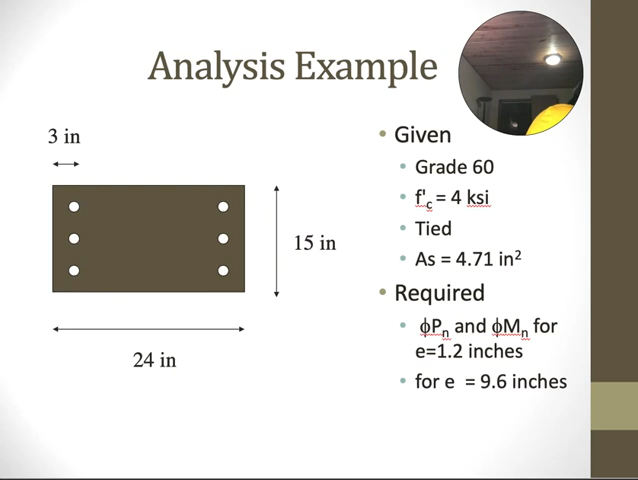 Analysis Example
3 in
15 in
24 in
• Given
• Grade 60
• f'c = 4 ksi
• Tied
• As = 4.71 in²
• Required
• ϕPn and ϕMn for
e=1.2 inches
• for e = 9.6 inches